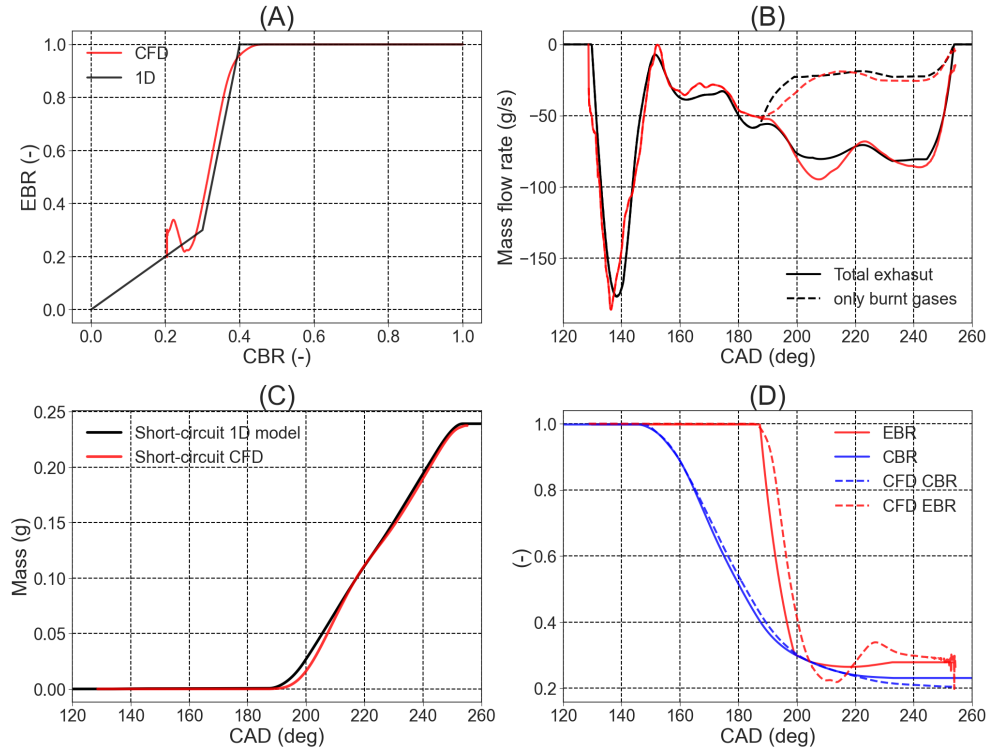 (A)
1.0
0.8
0.6
0.4
0.2
0.0
EBR (-)
CFD
1D
0.0 0.2 0.4 0.6 0.8 1.0
CBR (-)
(B)
0
−50
−100
−150
Mass flow rate (g/s)
Total exhasut
only burnt gases
120 140 160 180 200 220 240 260
CAD (deg)
(C)
0.25
0.20
0.15
0.10
0.05
0.00
Mass (g)
Short-circuit 1D model
Short-circuit CFD
120 140 160 180 200 220 240 260
CAD (deg)
(D)
1.0
0.8
0.6
0.4
0.2
(-)
EBR
CBR
CFD CBR
CFD EBR
120 140 160 180 200 220 240 260
CAD (deg)